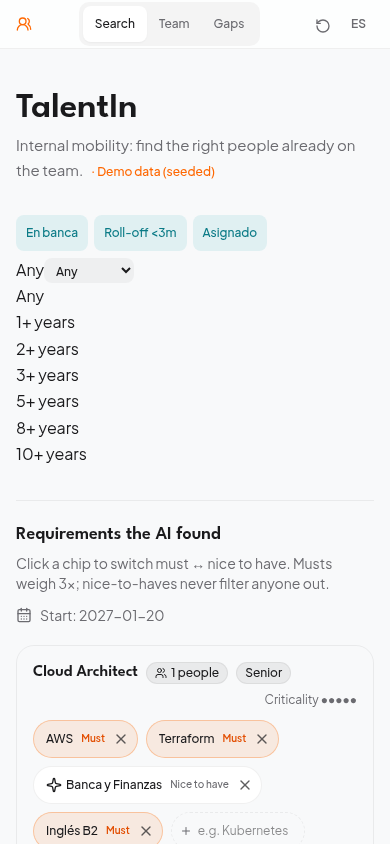 Search Team Gaps ES
TalentIn
Internal mobility: find the right people already on
the team. · Demo data (seeded)
En banca Roll-off <3m Asignado
Any Any
Any
1+ years
2+ years
3+ years
5+ years
8+ years
10+ years
Requirements the AI found
Click a chip to switch must ↔ nice to have. Musts
weigh 3×; nice-to-haves never filter anyone out.
Start: 2027-01-20
Cloud Architect 1 people Senior
Criticality ●●●●●
AWS Must × Terraform Must ×
Banca y Finanzas Nice to have ×
Inglés B2 Must × + e.g. Kubernetes